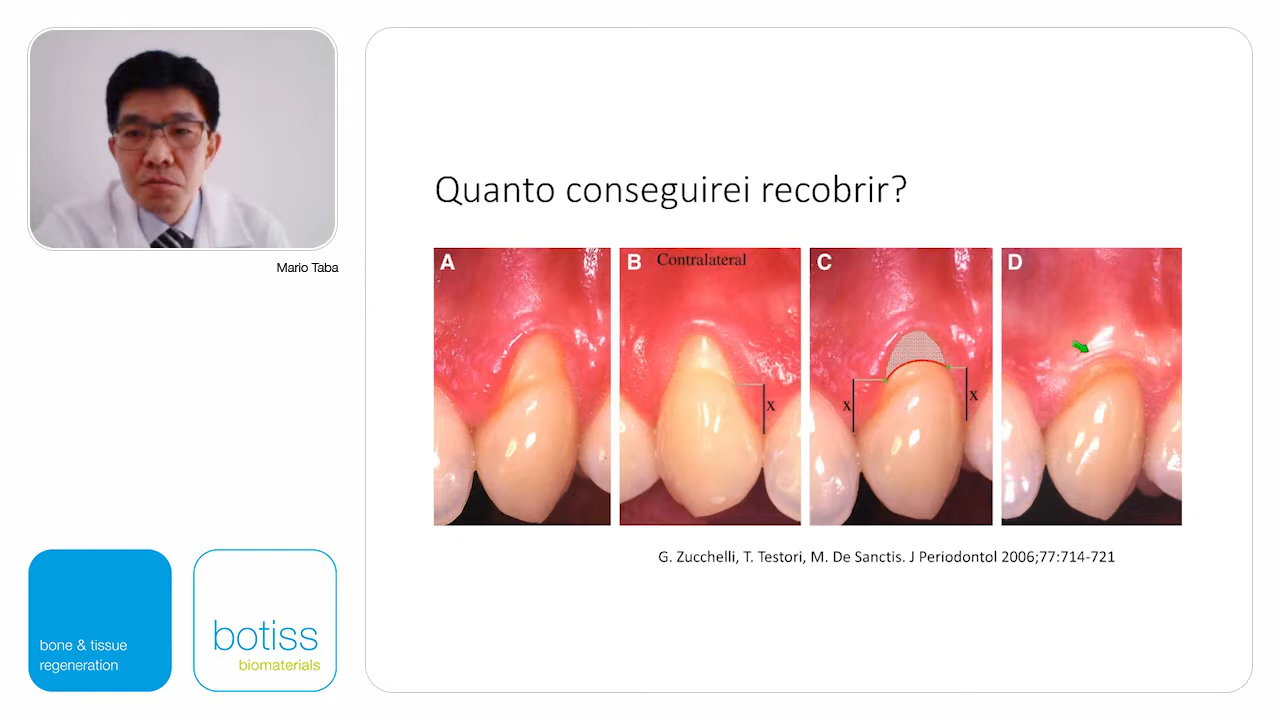 Mario Taba
Quanto conseguirei recobrir?
A
B
Contralateral
C
D
x
x
x
G. Zucchelli, T. Testori, M. De Sanctis. J Periodontol 2006;77:714-721
bone & tissue
regeneration
botiss
biomaterials